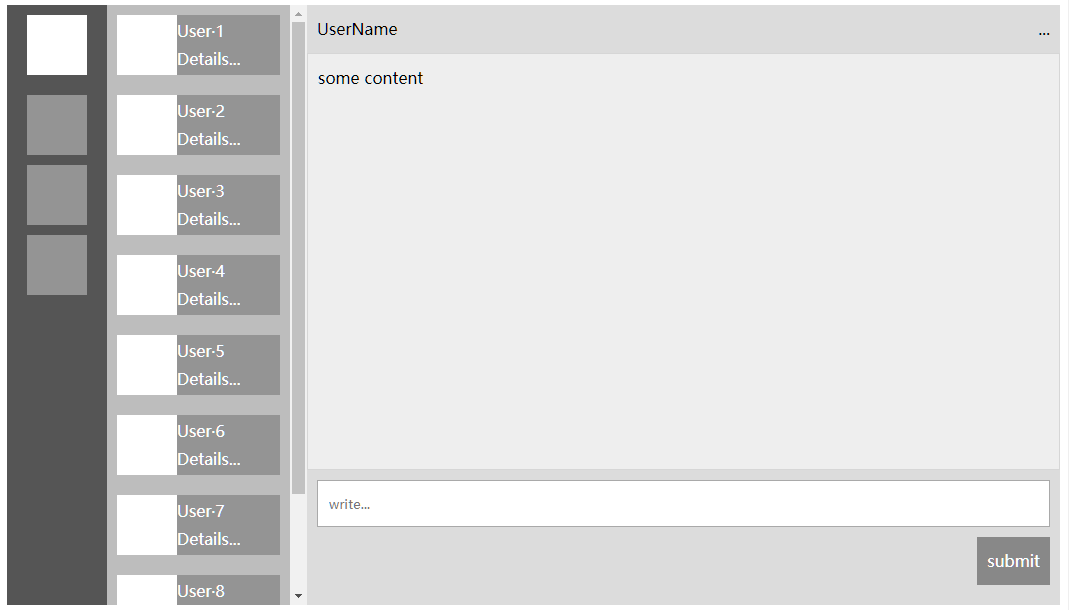 User·1
Details...
User·2
Details...
User·3
Details...
User·4
Details...
User·5
Details...
User·6
Details...
User·7
Details...
User·8
UserName
...
some content
write...
submit